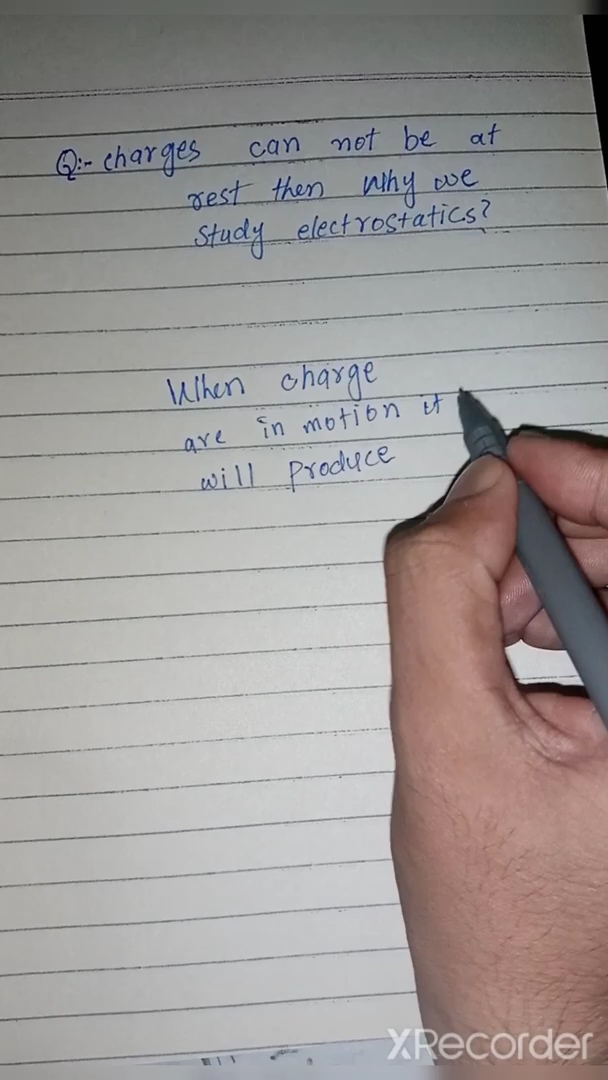 Q:- charges can not be at
rest then Why we
study electrostatics?
When charge
are in motion it
will produce
XRecorder